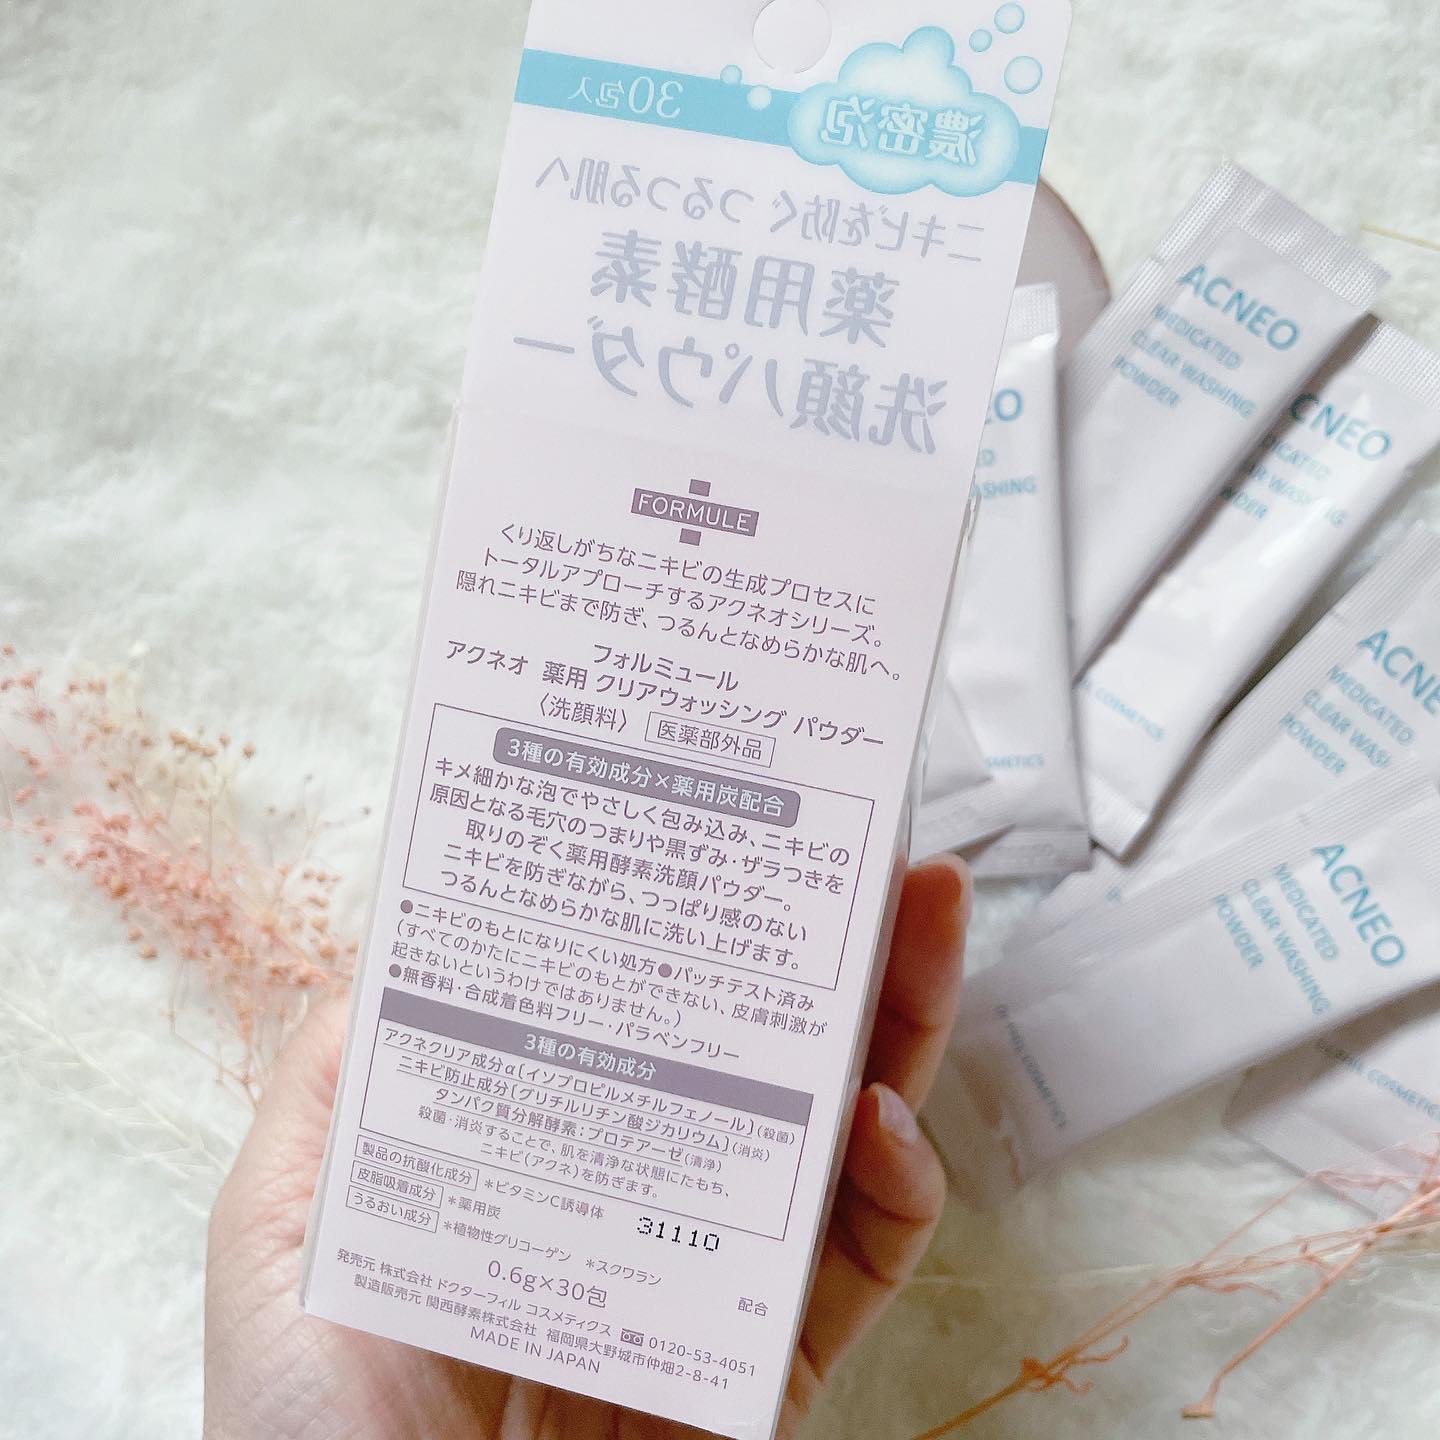 濃密泡
30包入
ニキビを防ぐ つるつる肌へ
薬用酵素
洗顔パウダー
FORMULE
くり返しがちなニキビの生成プロセスに
トータルアプローチするアクネオシリーズ。
隠れニキビまで防ぎ、つるんとなめらかな肌へ。
フォルミュール
アクネオ 薬用 クリアウォッシング パウダー
〈洗顔料〉 医薬部外品
3種の有効成分×薬用炭配合
キメ細かな泡でやさしく包み込み、ニキビの
原因となる毛穴のつまりや黒ずみ・ザラつきを
取りのぞく薬用酵素洗顔パウダー。
ニキビを防ぎながら、つっぱり感のない
つるんとなめらかな肌に洗い上げます。
●ニキビのもとになりにくい処方●パッチテスト済み
(すべてのかたにニキビのもとができない、皮膚刺激が
起きないというわけではありません。)
●無香料・合成着色料フリー・パラベンフリー
3種の有効成分
アクネクリア成分α[イソプロピルメチルフェノール](殺菌)
ニキビ防止成分[グリチルリチン酸ジカリウム](消炎)
タンパク質分解酵素:プロテアーゼ(清浄)
殺菌・消炎することで、肌を清浄な状態にたもち、
ニキビ(アクネ)を防ぎます。
製品の抗酸化成分 *ビタミンC誘導体
皮脂吸着成分 *薬用炭
31110
うるおい成分 *植物性グリコーゲン *スクワラン
配合
0.6g×30包
発売元 株式会社 ドクターフィル コスメティクス 0120-53-4051
製造販売元 関西酵素株式会社 福岡県大野城市仲畑2-8-41
MADE IN JAPAN
ACNEO
MEDICATED
CLEAR WASHING
POWDER
CNEO
WASHING
COSMETICS
EO
SHING
ACNE
MEDICATED
CLEAR WASHI
POWDER
ACNEO
MEDICATED
CLEAR WASHING
POWDER
COSMETICS